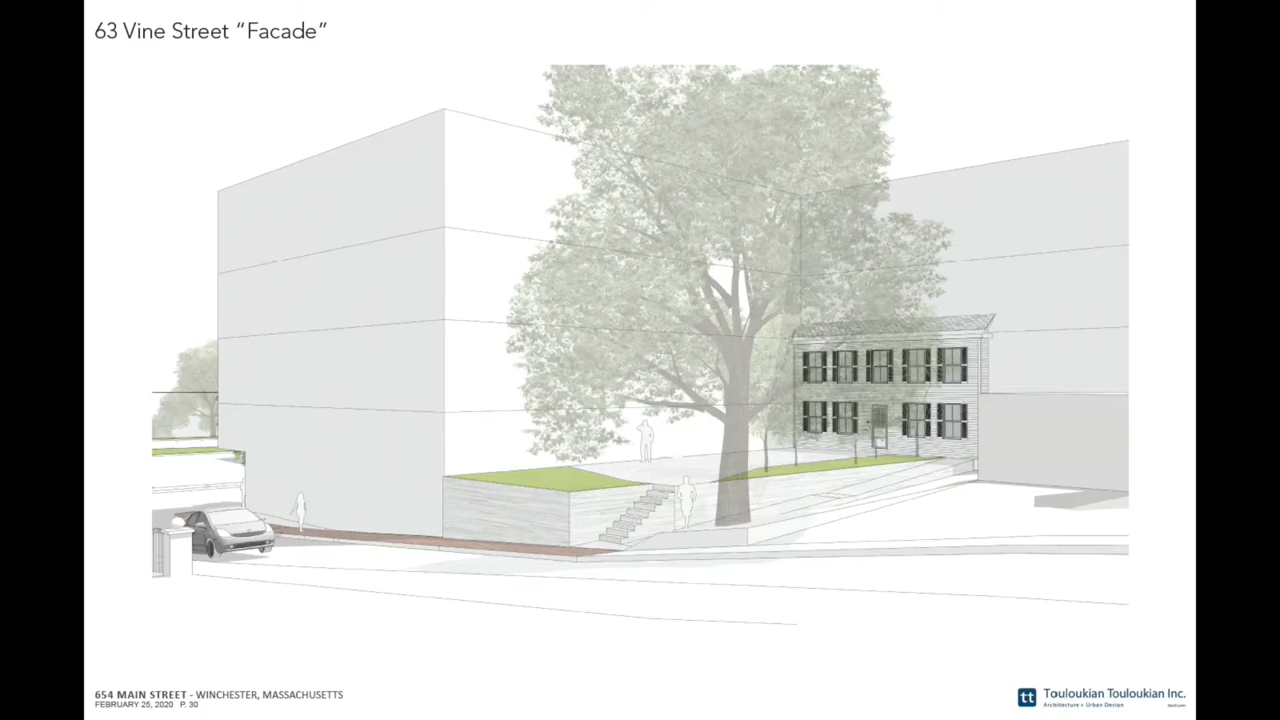 63 Vine Street “Facade”
654 MAIN STREET - WINCHESTER, MASSACHUSETTS
FEBRUARY 25, 2020 P. 30
tt
Touloukian Touloukian Inc.
Architecture + Urban Design